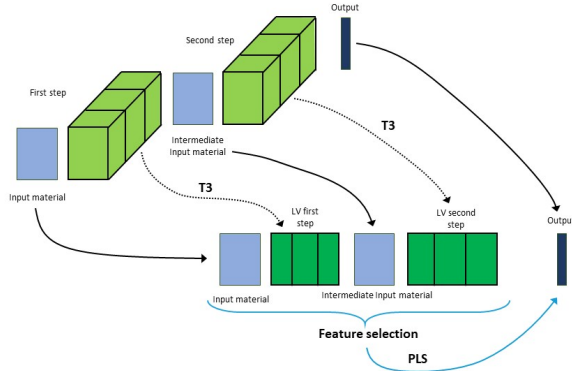 Output
Second step
First step
T3
Intermediate
Input material
Input material
T3
LV first
step
LV second
step
Output
Input material
Intermediate Input material
Feature selection
PLS